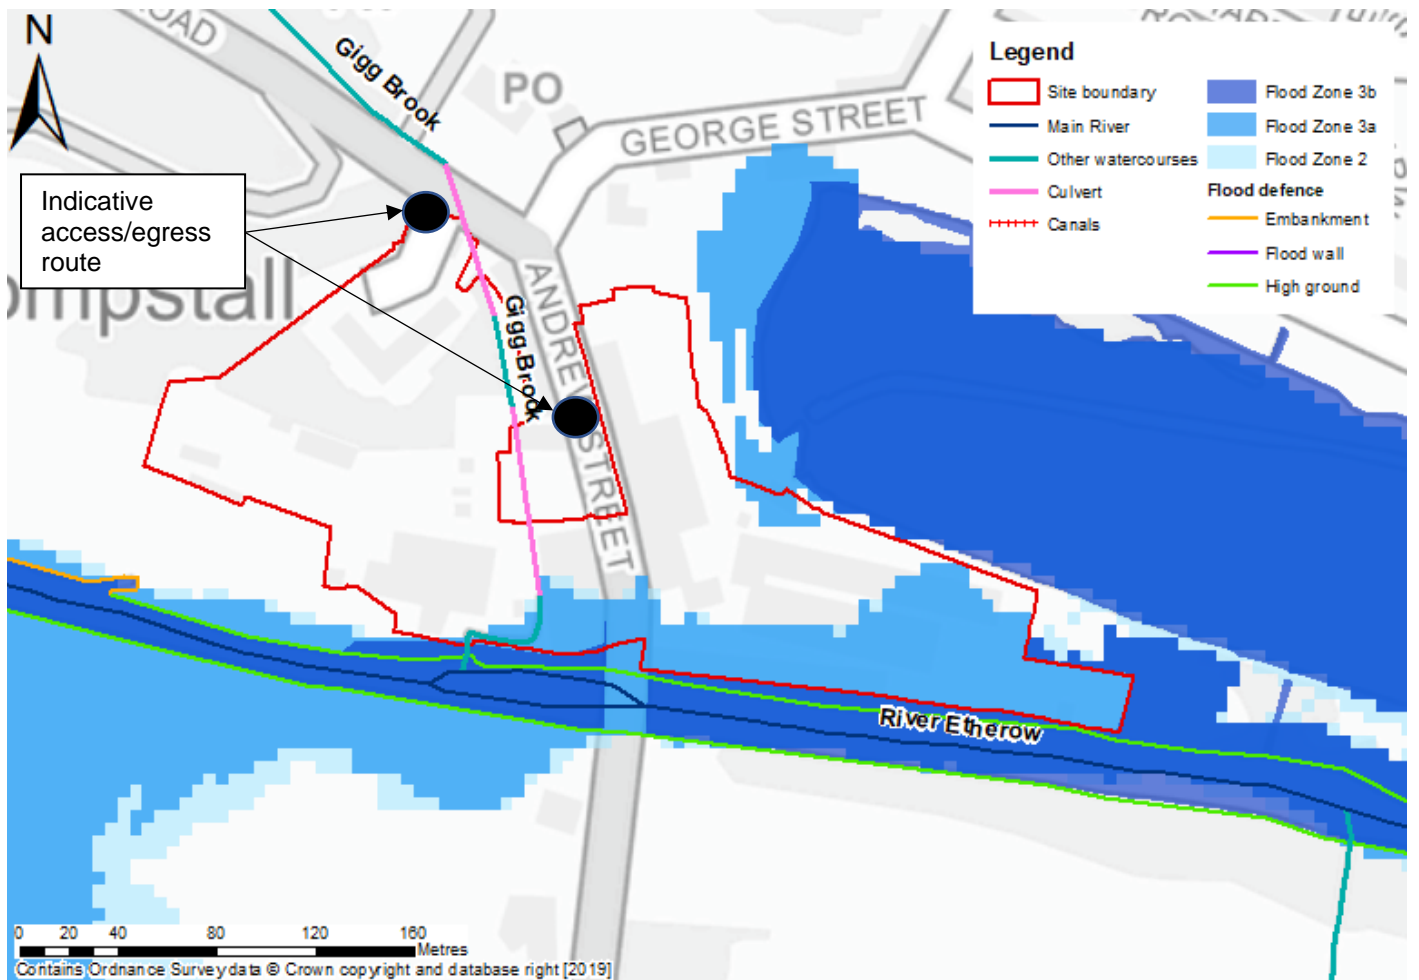 N
ROAD
Gigg Brook
PO
GEORGE STREET
Indicative
access/egress
route
ompstall
Gigg Brook
ANDREW STREET
River Etherow
Legend
Site boundary
Main River
Other watercourses
Culvert
Canals
Flood Zone 3b
Flood Zone 3a
Flood Zone 2
Flood defence
Embankment
Flood wall
High ground
0 20 40 80 120 160
Metres
Contains Ordnance Survey data © Crown copyright and database right [2019]